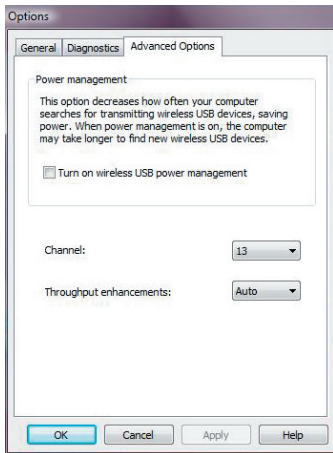 Options
General Diagnostics Advanced Options
Power management
This option decreases how often your computer
searches for transmitting wireless USB devices, saving
power. When power management is on, the computer
may take longer to find new wireless USB devices.
Turn on wireless USB power management
Channel: 13
Throughput enhancements: Auto
OK Cancel Apply Help